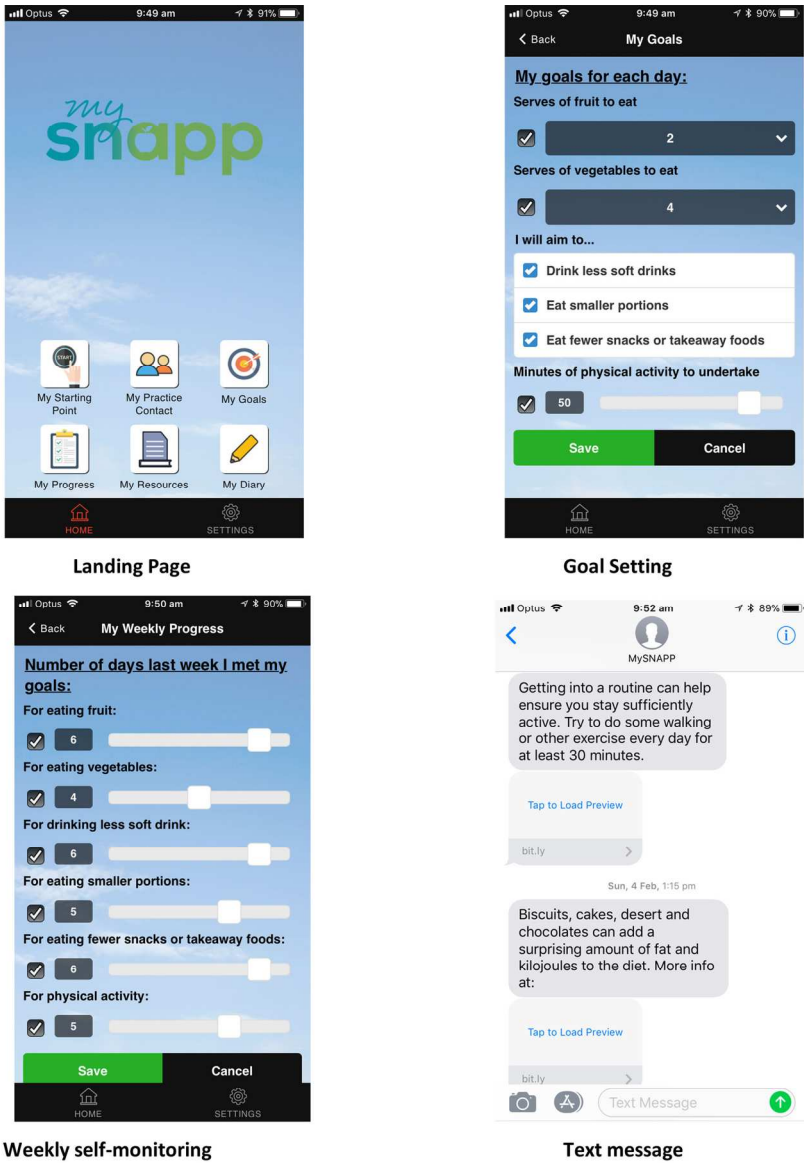 Optus 9:49 am 91%
my
snapp
My Starting
Point
My Practice
Contact
My Goals
START
My Progress
My Resources
My Diary
HOME
SETTINGS
Landing Page
Optus 9:49 am 90%
Back My Goals
My goals for each day:
Serves of fruit to eat
2
Serves of vegetables to eat
4
I will aim to...
Drink less soft drinks
Eat smaller portions
Eat fewer snacks or takeaway foods
Minutes of physical activity to undertake
50
Save Cancel
HOME SETTINGS
Goal Setting
Optus 9:50 am 90%
Back My Weekly Progress
Number of days last week I met my
goals:
For eating fruit:
6
For eating vegetables:
4
For drinking less soft drink:
6
For eating smaller portions:
5
For eating fewer snacks or takeaway foods:
6
For physical activity:
5
Save Cancel
HOME SETTINGS
Weekly self-monitoring
Optus 9:52 am 89%
MySNAPP
Getting into a routine can help
ensure you stay sufficiently
active. Try to do some walking
or other exercise every day for
at least 30 minutes.
Tap to Load Preview
bit.ly
Sun, 4 Feb, 1:15 pm
Biscuits, cakes, desert and
chocolates can add a
surprising amount of fat and
kilojoules to the diet. More info
at:
Tap to Load Preview
bit.ly
Text Message
Text message